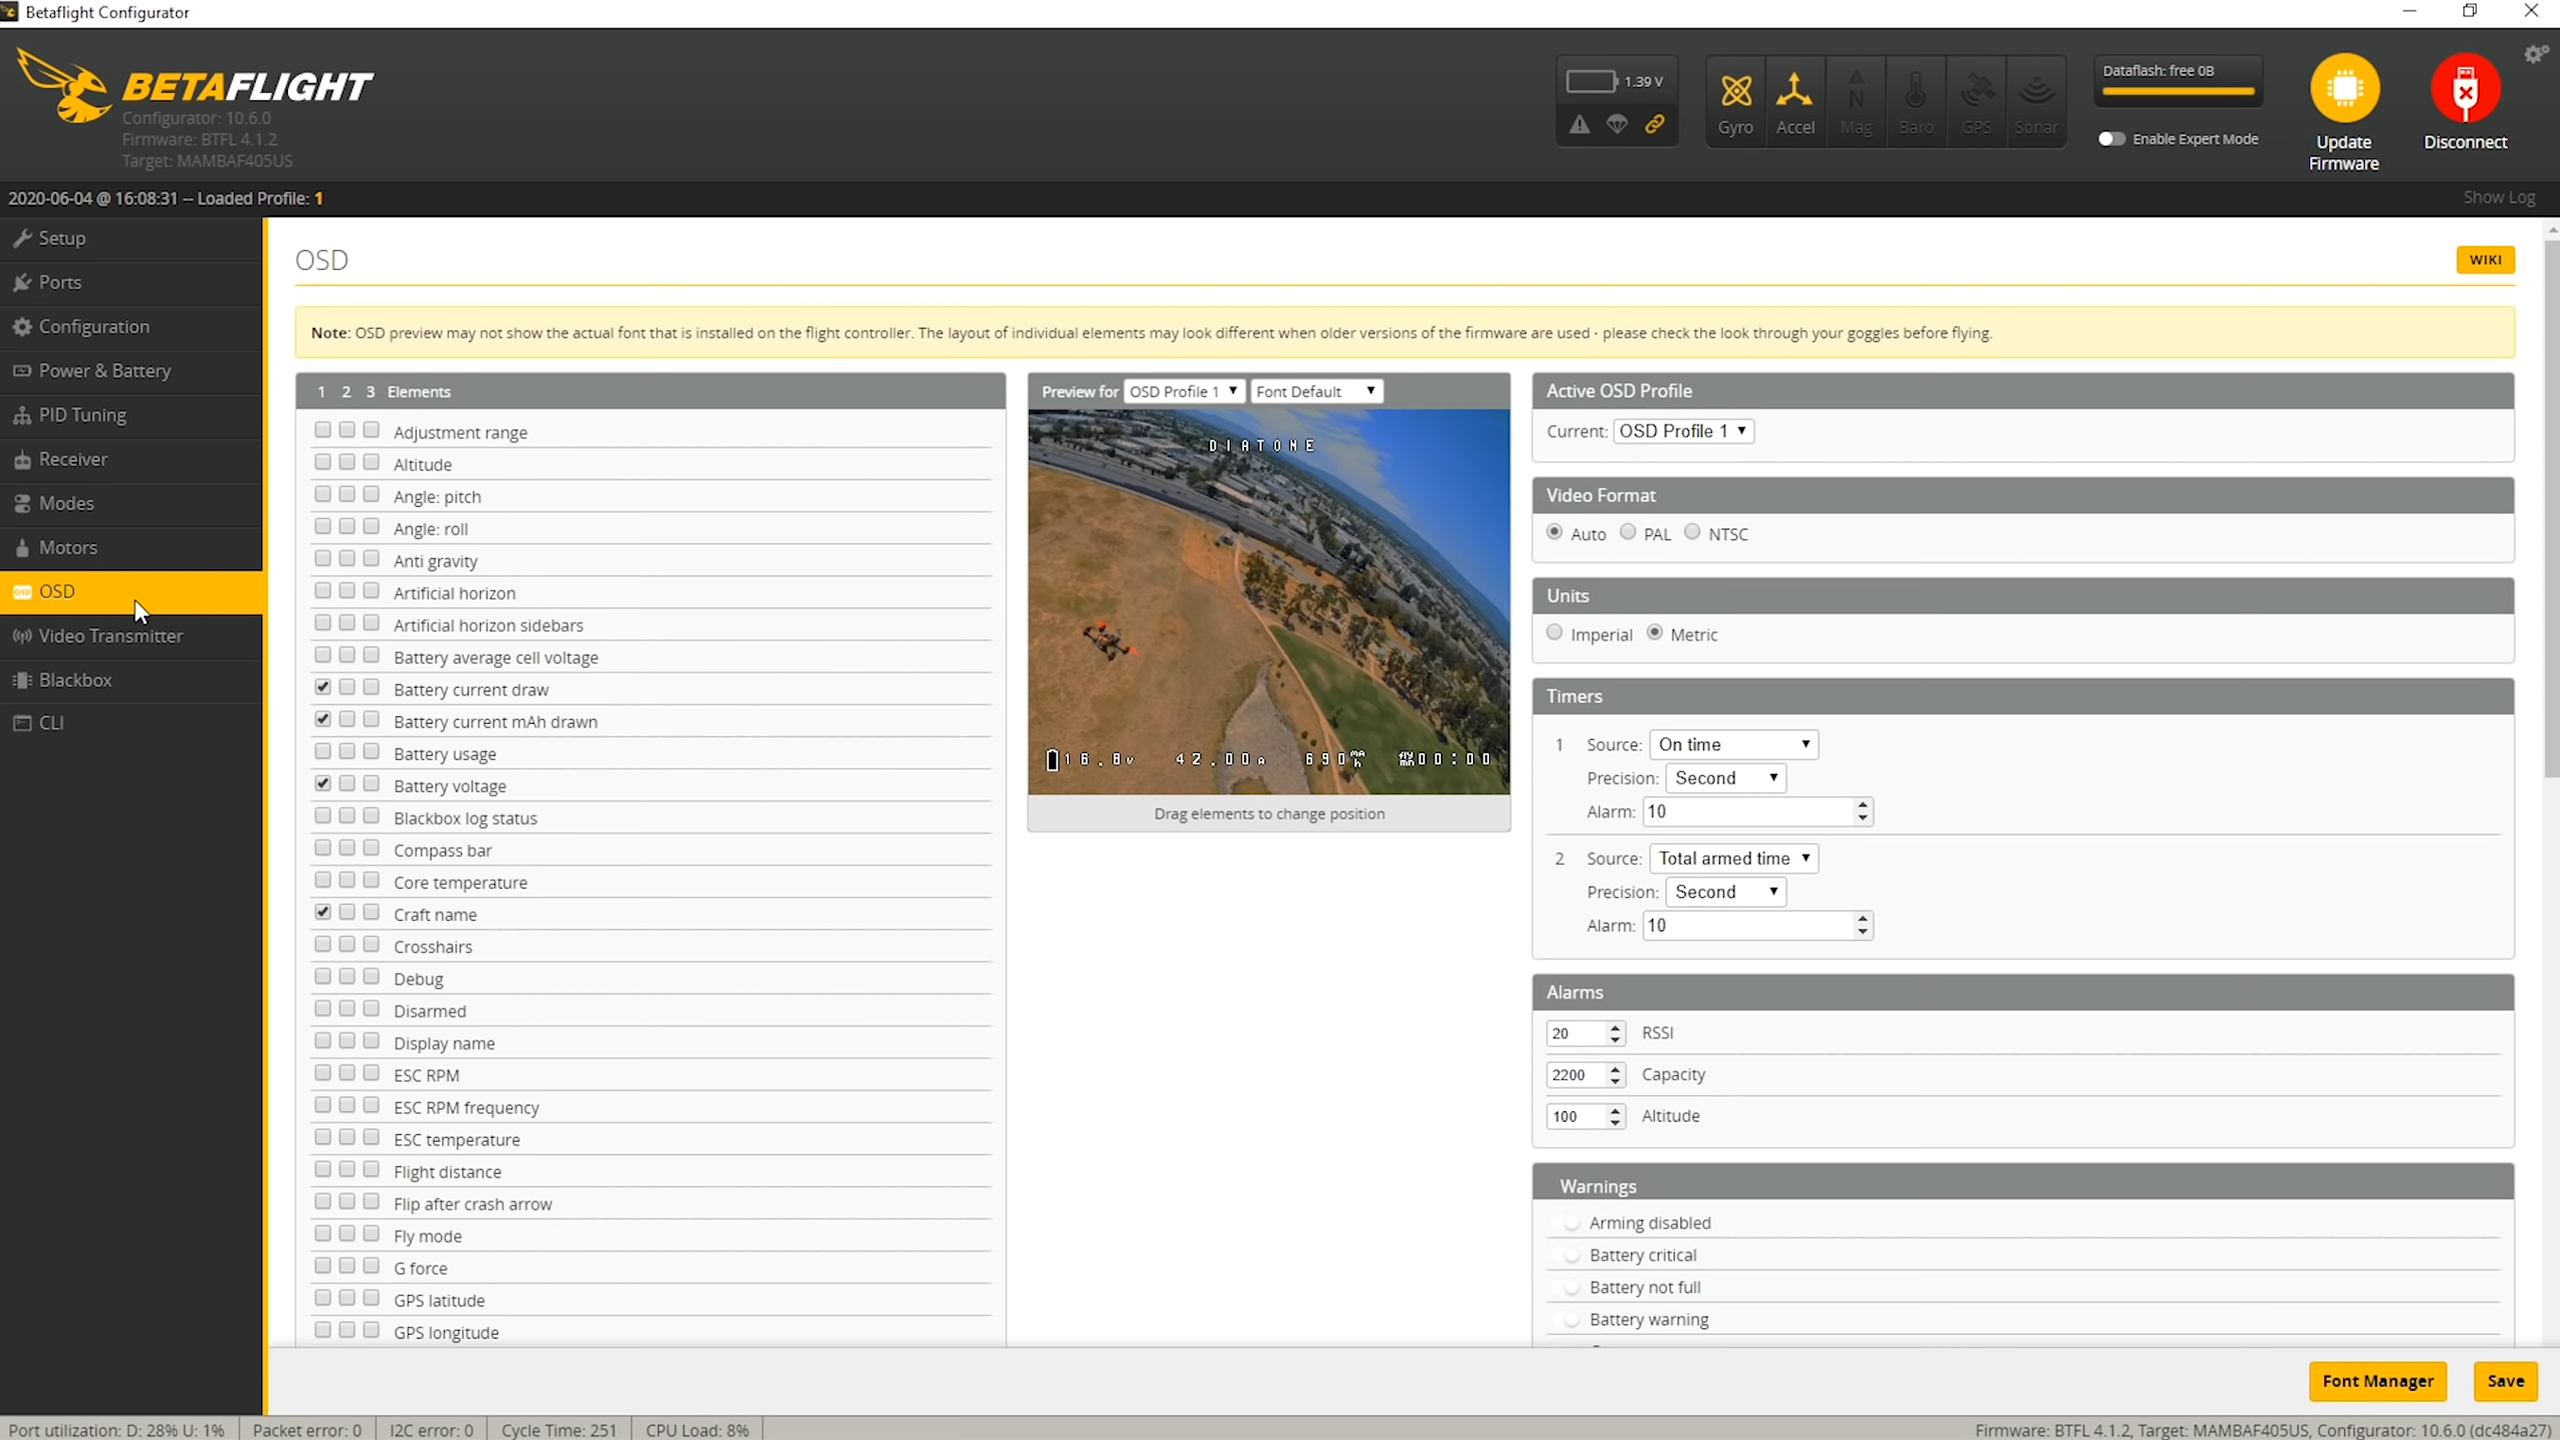 Betaflight Configurator
BETAFLIGHT
Configurator: 10.6.0
Firmware: BTFL 4.1.2
Target: MAMBAF405US
1.39 V
Gyro
Accel
Mag
Baro
GPS
Sonar
Dataflash: free 0B
Enable Expert Mode
Update Firmware
Disconnect
2020-06-04 @ 16:08:31 -- Loaded Profile: 1
Show Log
Setup
Ports
Configuration
Power & Battery
PID Tuning
Receiver
Modes
Motors
OSD
Video Transmitter
Blackbox
CLI
OSD
WIKI
Note: OSD preview may not show the actual font that is installed on the flight controller. The layout of individual elements may look different when older versions of the firmware are used - please check the look through your goggles before flying.
1 2 3 Elements
Adjustment range
Altitude
Angle: pitch
Angle: roll
Anti gravity
Artificial horizon
Artificial horizon sidebars
Battery average cell voltage
Battery current draw
Battery current mAh drawn
Battery usage
Battery voltage
Blackbox log status
Compass bar
Core temperature
Craft name
Crosshairs
Debug
Disarmed
Display name
ESC RPM
ESC RPM frequency
ESC temperature
Flight distance
Flip after crash arrow
Fly mode
G force
GPS latitude
GPS longitude
Preview for OSD Profile 1 Font Default
DIATONE
16.8V 42.00A 690mAh flymn00:00
Drag elements to change position
Active OSD Profile
Current: OSD Profile 1
Video Format
Auto PAL NTSC
Units
Imperial Metric
Timers
1 Source: On time
Precision: Second
Alarm: 10
2 Source: Total armed time
Precision: Second
Alarm: 10
Alarms
20 RSSI
2200 Capacity
100 Altitude
Warnings
Arming disabled
Battery critical
Battery not full
Battery warning
Font Manager
Save
Port utilization: D: 28% U: 1%
Packet error: 0
I2C error: 0
Cycle Time: 251
CPU Load: 8%
Firmware: BTFL 4.1.2, Target: MAMBAF405US, Configurator: 10.6.0 (dc484a27)